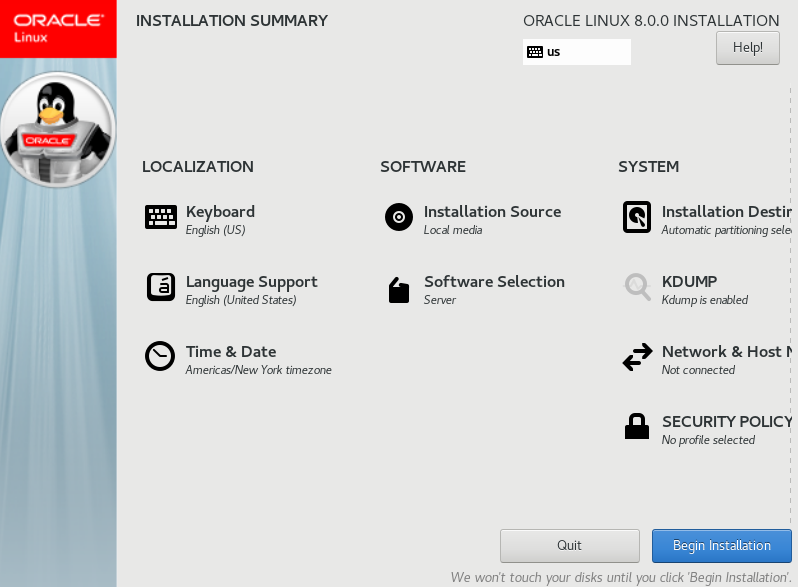 ORACLE
Linux
INSTALLATION SUMMARY
ORACLE LINUX 8.0.0 INSTALLATION
us
Help!
ORACLE
LOCALIZATION
Keyboard
English (US)
Language Support
English (United States)
Time & Date
Americas/New York timezone
SOFTWARE
Installation Source
Local media
Software Selection
Server
SYSTEM
Installation Destin
Automatic partitioning sele
KDUMP
Kdump is enabled
Network & Host N
Not connected
SECURITY POLICY
No profile selected
Quit
Begin Installation
We won't touch your disks until you click 'Begin Installation'.